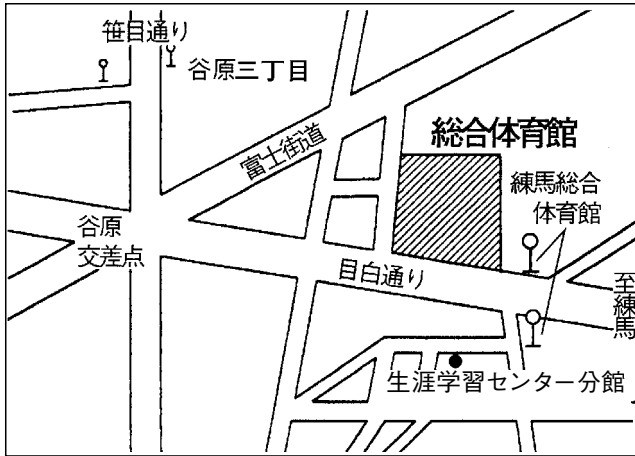 笹目通り
谷原三丁目
富士街道
総合体育館
練馬総合
体育館
谷原
交差点
目白通り
至練馬
生涯学習センター分館